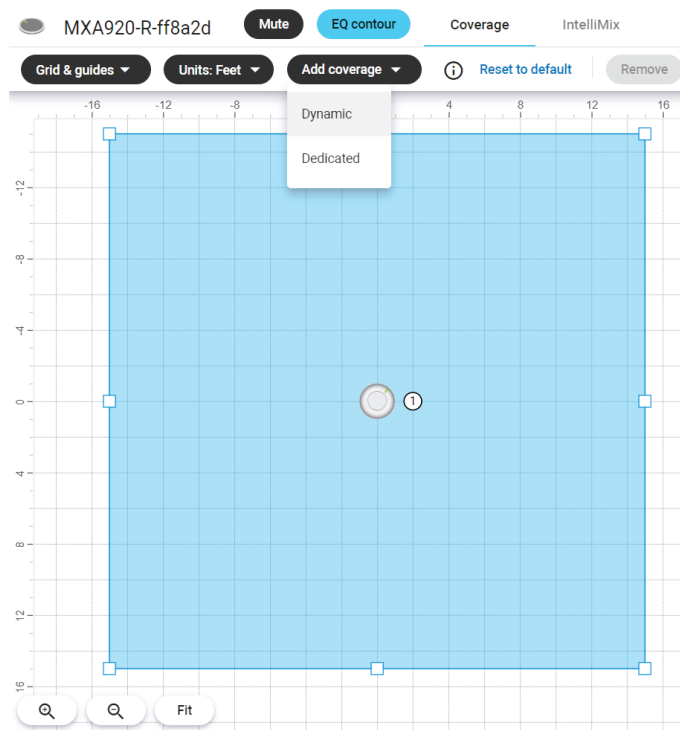 MXA920-R-ff8a2d Mute EQ contour Coverage IntelliMix
Grid & guides Units: Feet Add coverage Reset to default Remove
-16 -12 -8 4 8 12 16
Dynamic
Dedicated
-12
-8
-4
0
4
8
12
16
1
Fit